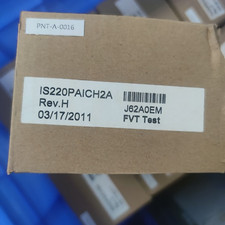 PNT-A-0016
IS220PAICH2A
Rev.H
03/17/2011
J62A0EM
FVT Test